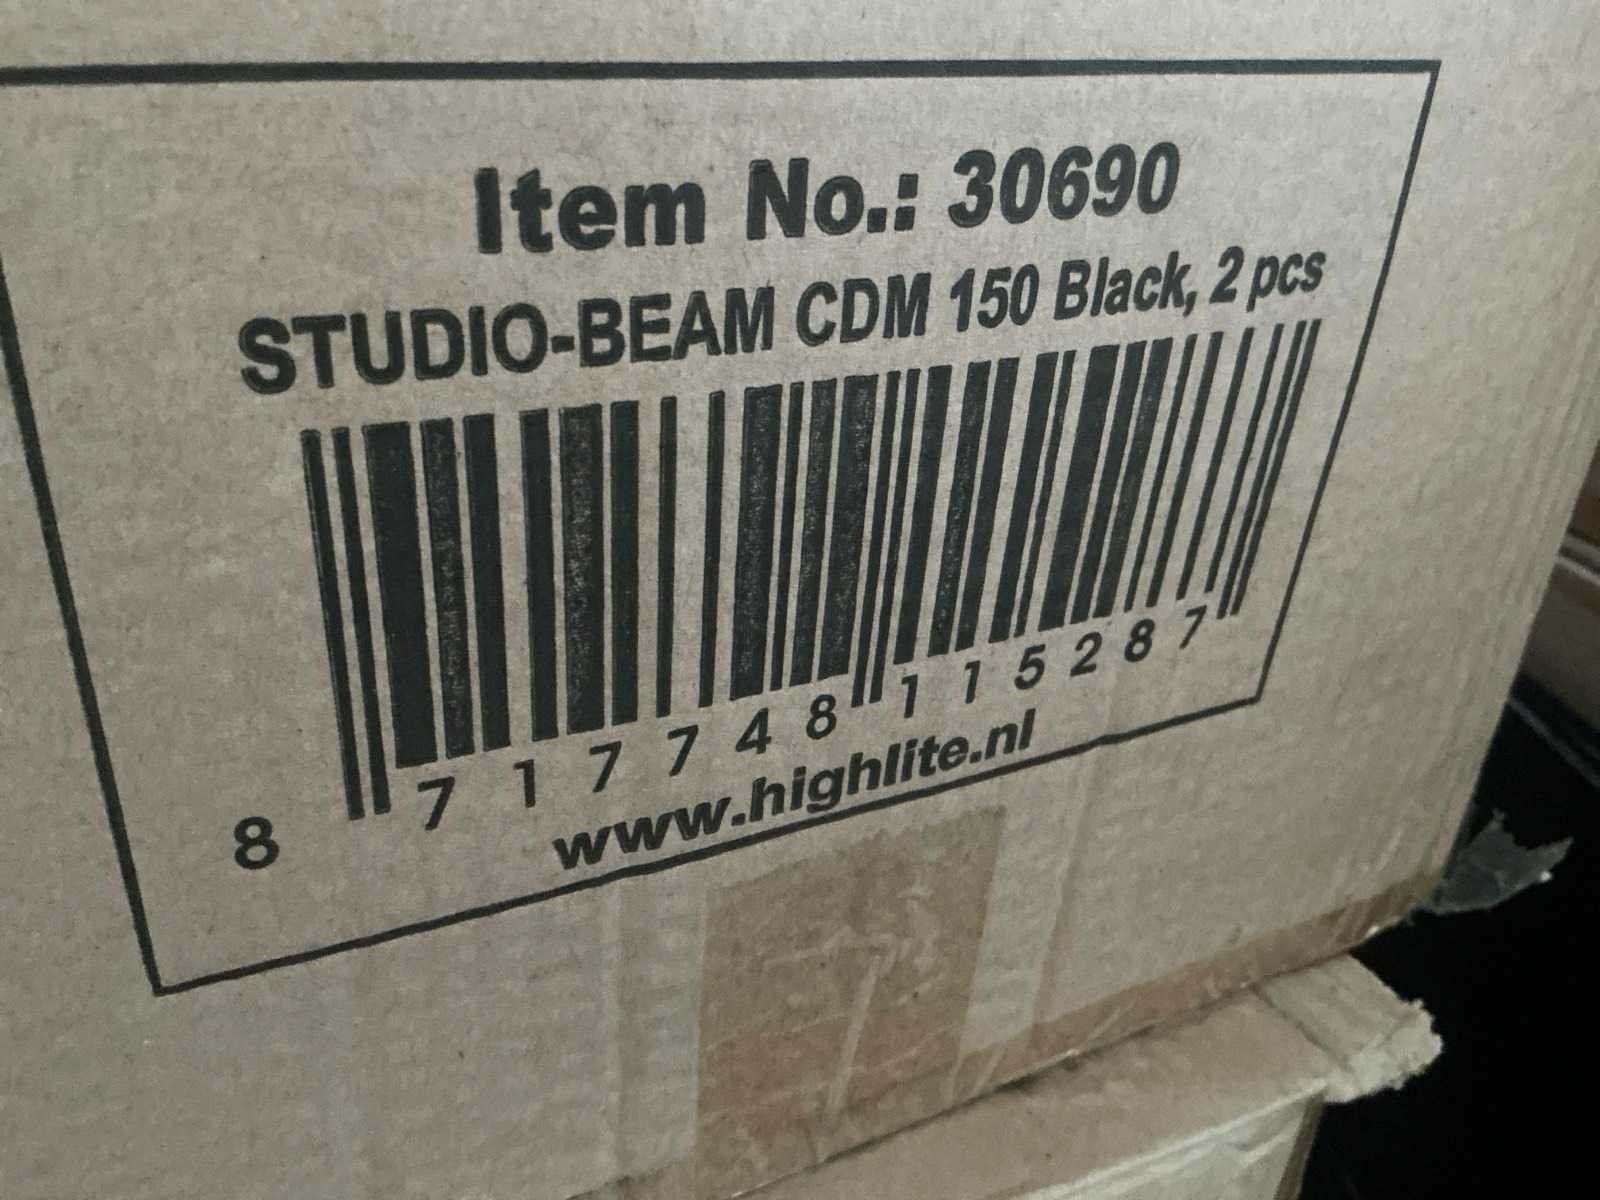 Item No.: 30690
STUDIO-BEAM CDM 150 Black, 2 pcs
8 717748 115287
www.highlite.nl